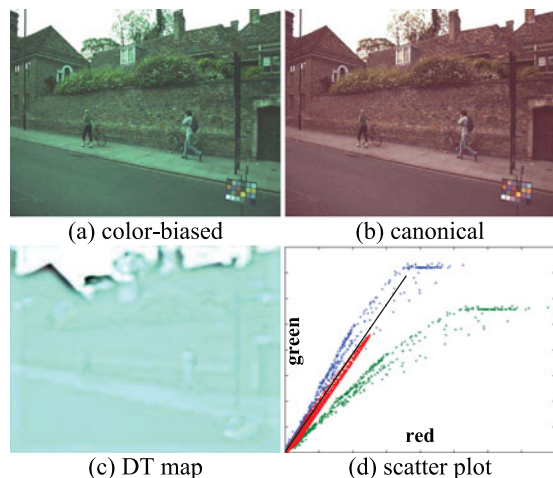 (a) color-biased
(b) canonical
green
red
(c) DT map
(d) scatter plot